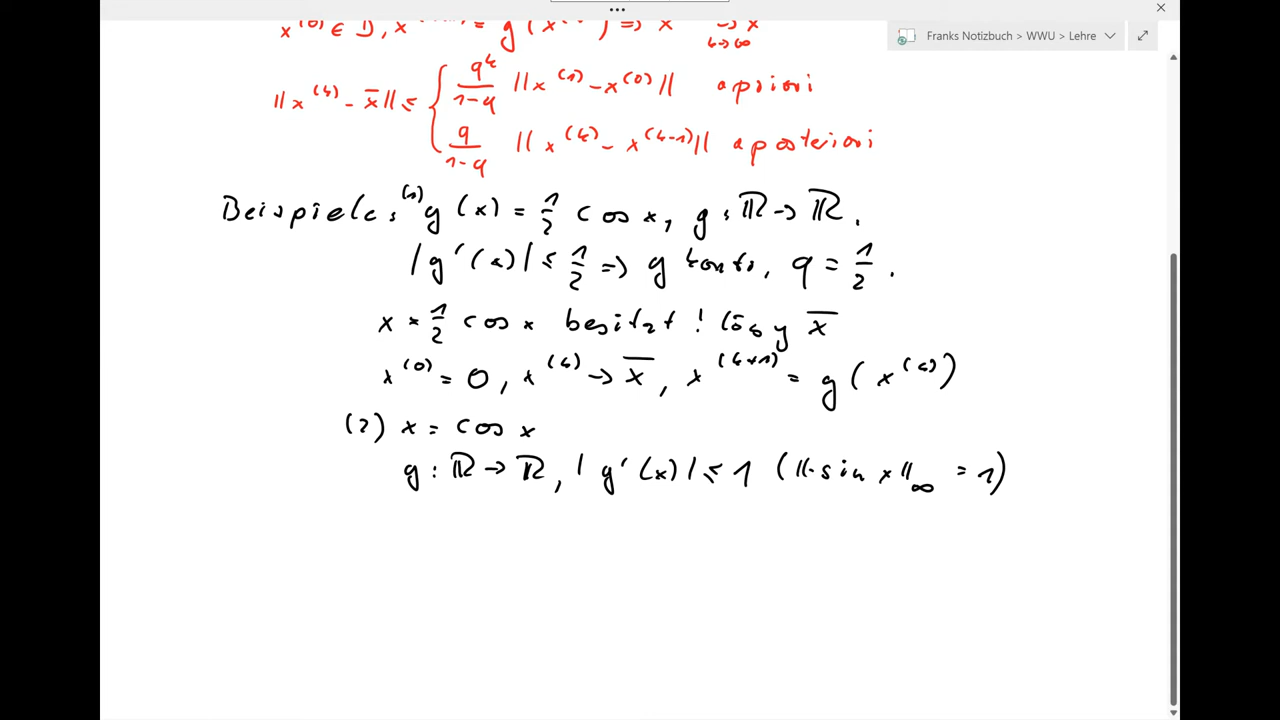 Franks Notizbuch > WWU > Lehre
x^(0) ∈ D, x = g(x ) ⇒ x → x̄
k→∞
‖x^(k) - x̄‖ ≤ { q^k/(1-q) ‖x^(1) - x^(0)‖ apriori
q/(1-q) ‖x^(k) - x^(k-1)‖ aposteriori
Beispiele: (1) g(x) = 1/2 cos x, g: ℝ → ℝ.
|g'(x)| ≤ 1/2 ⇒ g kontr, q = 1/2.
x = 1/2 cos x besitzt ! Lösg x̄
x^(0) = 0, x^(k) → x̄, x^(k+1) = g(x^(k))
(2) x = cos x
g: ℝ → ℝ, |g'(x)| ≤ 1 (‖-sin x‖_∞ = 1)